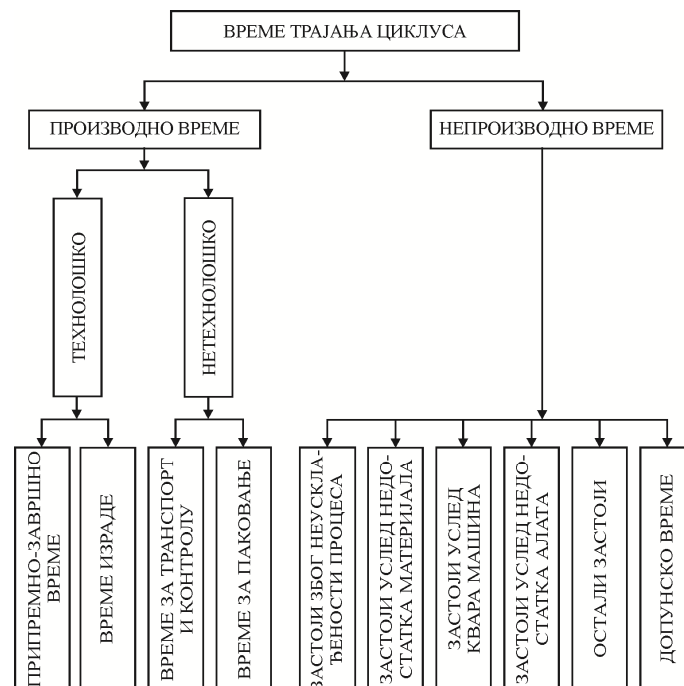 ВРЕМЕ ТРАЈАЊА ЦИКЛУСА
ПРОИЗВОДНО ВРЕМЕ
НЕПРОИЗВОДНО ВРЕМЕ
ТЕХНОЛОШКО
НЕТЕХНОЛОШКО
ПРИПРЕМНО-ЗАВРШНО
ВРЕМЕ
ВРЕМЕ ИЗРАДЕ
ВРЕМЕ ЗА ТРАНСПОРТ
И КОНТРОЛУ
ВРЕМЕ ЗА ПАКОВАЊЕ
ЗАСТОЈИ ЗБОГ НЕУСКЛА-
ЂЕНОСТИ ПРОЦЕСА
ЗАСТОЈИ УСЛЕД НЕДО-
СТАТКА МАТЕРИЈАЛА
ЗАСТОЈИ УСЛЕД
КВАРА МАШИНА
ЗАСТОЈИ УСЛЕД НЕДО-
СТАТКА АЛАТА
ОСТАЛИ ЗАСТОЈИ
ДОПУНСКО ВРЕМЕ